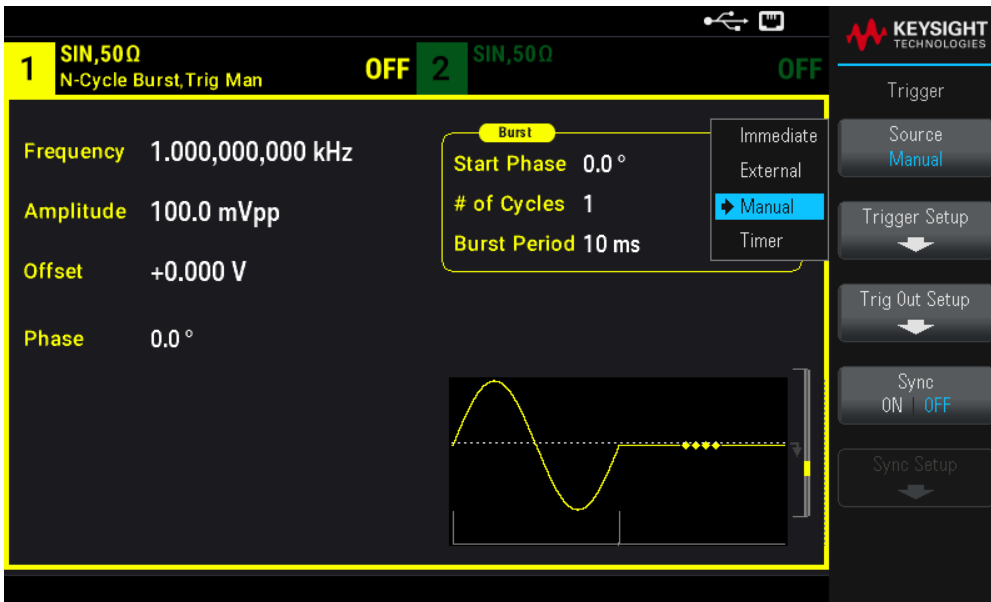 KEYSIGHT
TECHNOLOGIES
1
SIN,50Ω
N-Cycle Burst,Trig Man
OFF
2
SIN,50Ω
OFF
Trigger
Frequency 1.000,000,000 kHz
Amplitude 100.0 mVpp
Offset +0.000 V
Phase 0.0 °
Burst
Start Phase 0.0 °
# of Cycles 1
Burst Period 10 ms
Immediate
External
Manual
Timer
Source
Manual
Trigger Setup
Trig Out Setup
Sync
ON | OFF
Sync Setup